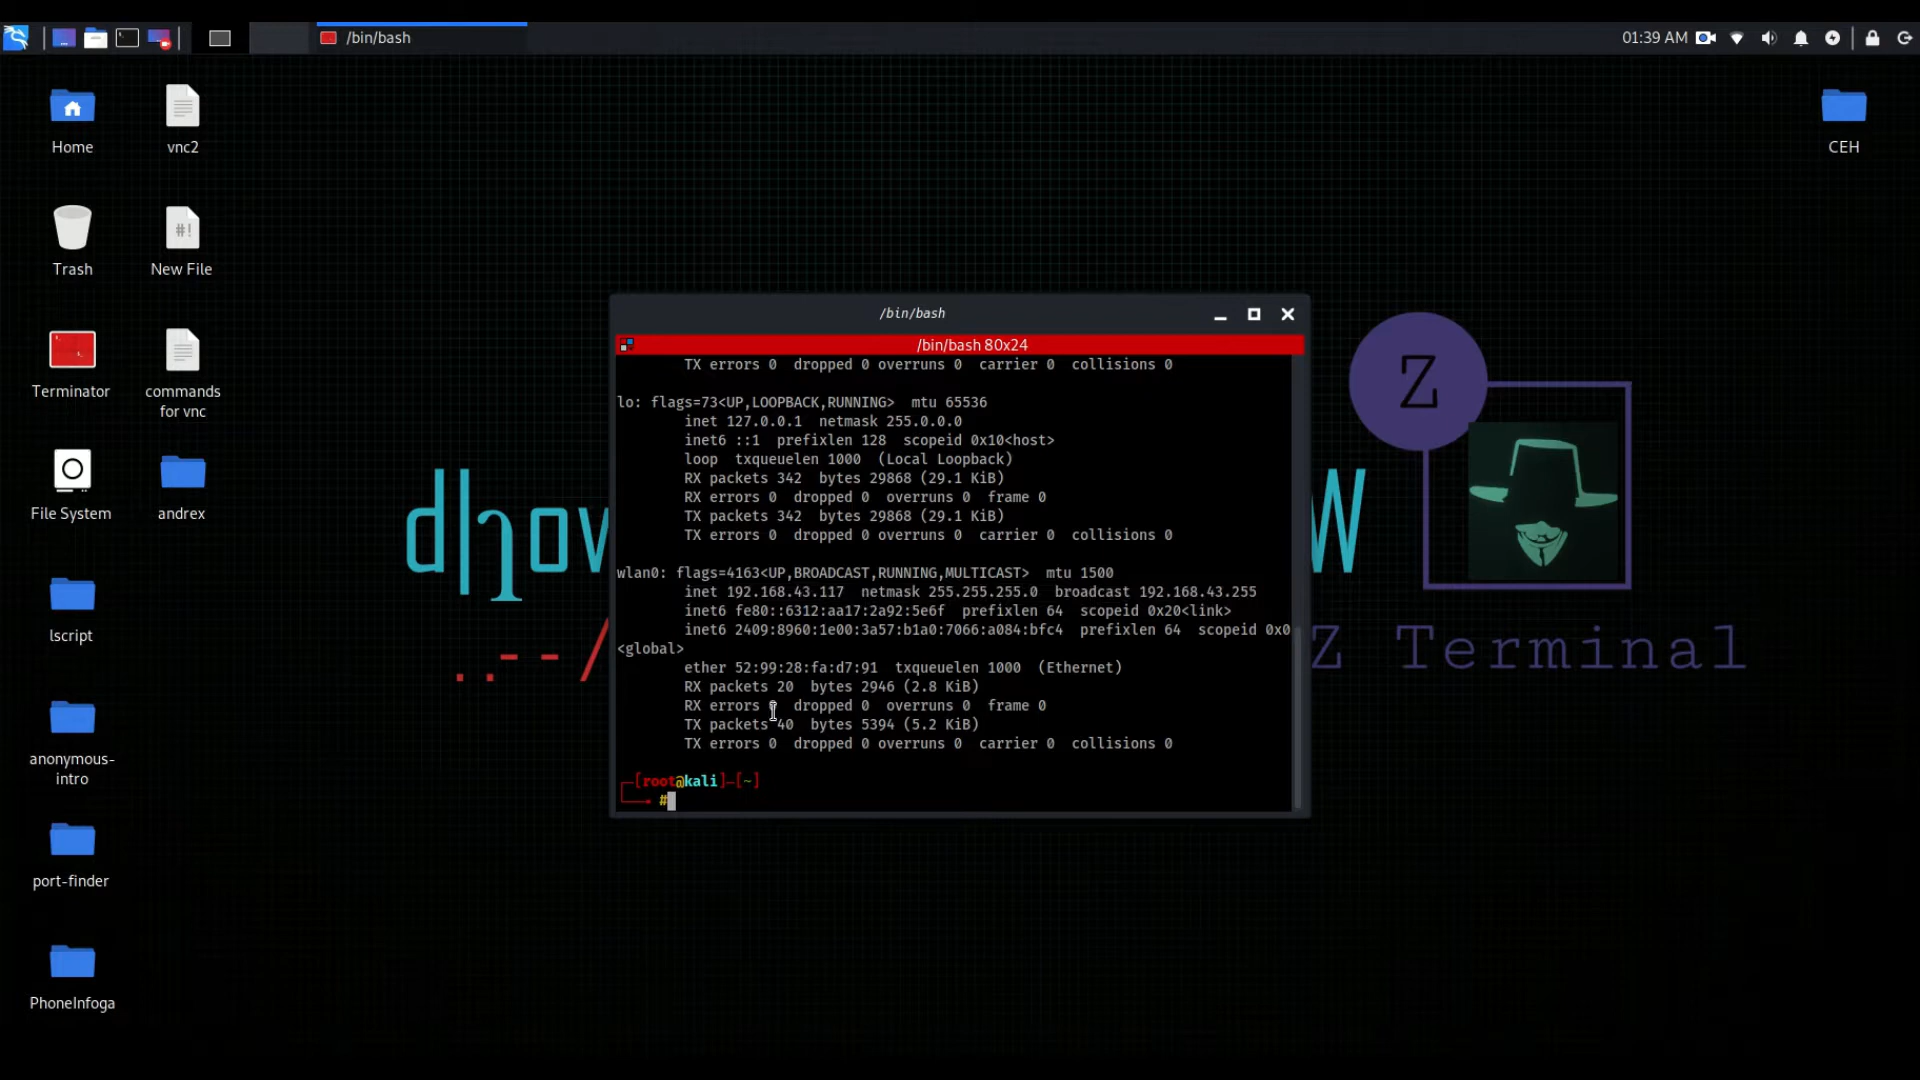 /bin/bash
01:39 AM
Home
vnc2
CEH
Trash
#!
New File
Terminator
commands
for vnc
File System
andrex
lscript
anonymous-
intro
port-finder
PhoneInfoga
/bin/bash
/bin/bash 80x24
TX errors 0  dropped 0 overruns 0  carrier 0  collisions 0
lo: flags=73<UP,LOOPBACK,RUNNING>  mtu 65536
inet 127.0.0.1  netmask 255.0.0.0
inet6 ::1  prefixlen 128  scopeid 0x10<host>
loop  txqueuelen 1000  (Local Loopback)
RX packets 342  bytes 29868 (29.1 KiB)
RX errors 0  dropped 0  overruns 0  frame 0
TX packets 342  bytes 29868 (29.1 KiB)
TX errors 0  dropped 0 overruns 0  carrier 0  collisions 0
wlan0: flags=4163<UP,BROADCAST,RUNNING,MULTICAST>  mtu 1500
inet 192.168.43.117  netmask 255.255.255.0  broadcast 192.168.43.255
inet6 fe80::6312:aa17:2a92:5e6f  prefixlen 64  scopeid 0x20<link>
inet6 2409:8960:1e00:3a57:b1a0:7066:a084:bfc4  prefixlen 64  scopeid 0x0
<global>
ether 52:99:28:fa:d7:91  txqueuelen 1000  (Ethernet)
RX packets 20  bytes 2946 (2.8 KiB)
RX errors 0  dropped 0  overruns 0  frame 0
TX packets 40  bytes 5394 (5.2 KiB)
TX errors 0  dropped 0 overruns 0  carrier 0  collisions 0
[root@kali]-[~]
#
Z
Z Terminal